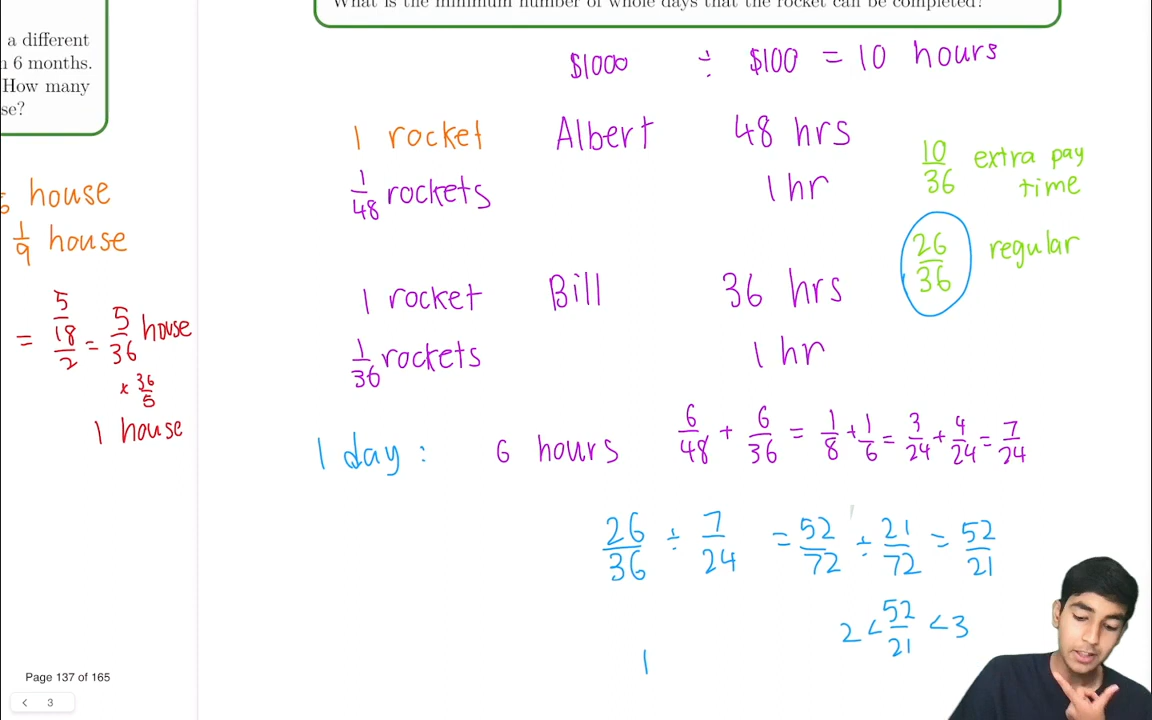 What is the minimum number of whole days that the rocket can be completed?
a different
n 6 months.
How many
se?
$1000 ÷ $100 = 10 hours
1 rocket Albert 48 hrs
1/48 rockets 1 hr
10/36 extra pay time
26/36 regular
house
1/9 house
1 rocket Bill 36 hrs
1/36 rockets 1 hr
= 5/18/2 = 5/36 house
× 36/5
1 house
1 day: 6 hours 6/48 + 6/36 = 1/8 + 1/6 = 3/24 + 4/24 = 7/24
26/36 ÷ 7/24 = 52/72 ÷ 21/72 = 52/21
2 < 52/21 < 3
1
Page 137 of 165
< 3